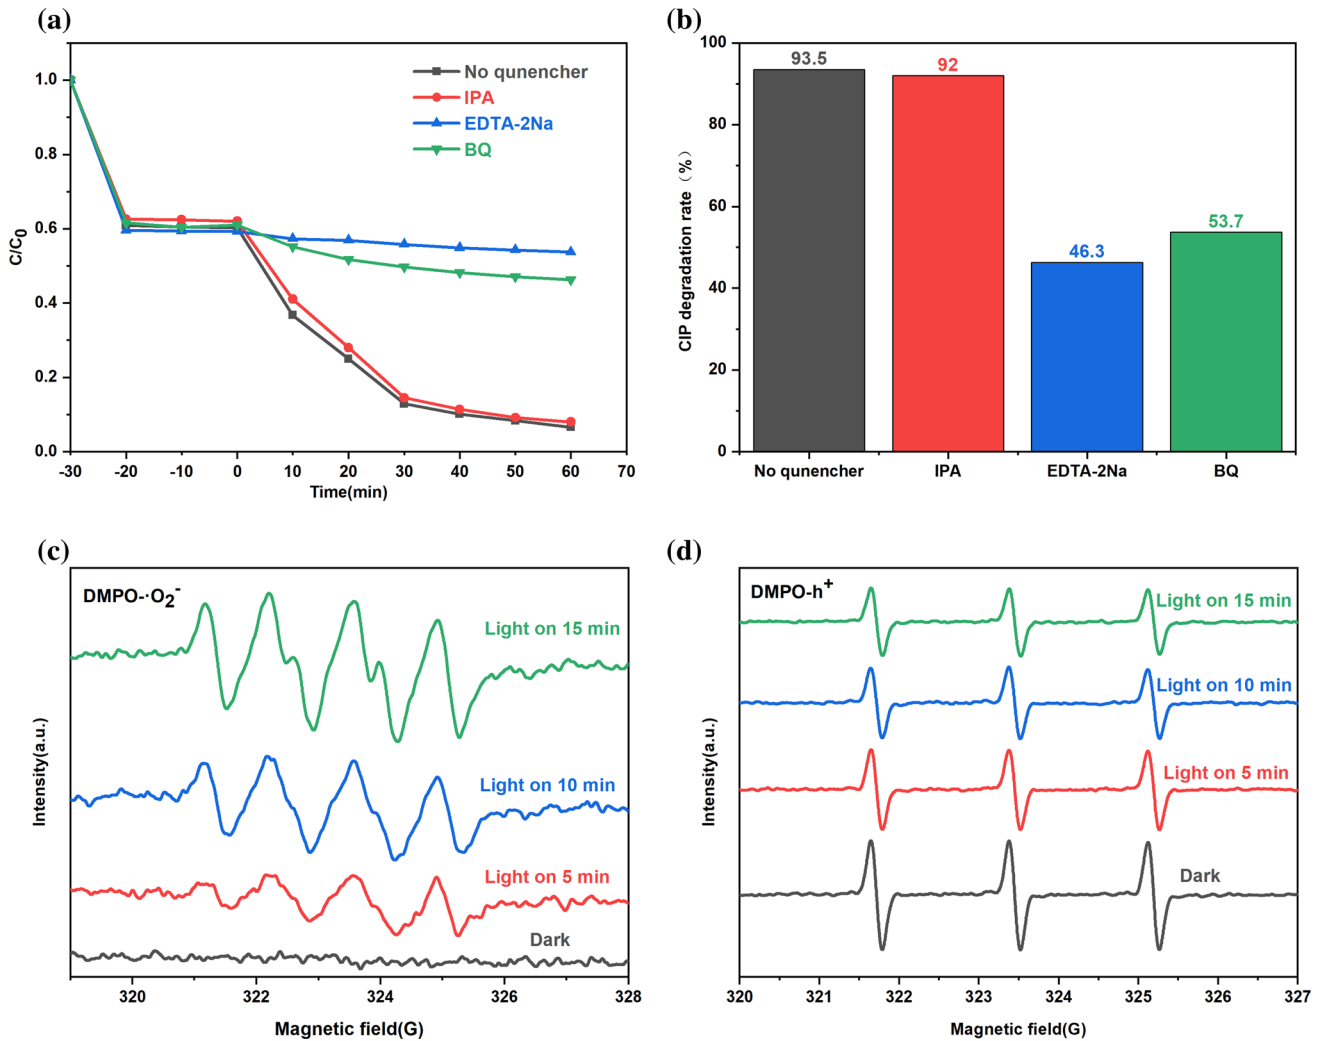 (a)
C/C0
1.0
0.8
0.6
0.4
0.2
0.0
-30 -20 -10 0 10 20 30 40 50 60 70
Time(min)
No qunencher
IPA
EDTA-2Na
BQ
(b)
CIP degradation rate（%）
100
80
60
40
20
0
93.5
92
46.3
53.7
No qunencher IPA EDTA-2Na BQ
(c)
DMPO-·O2-
Light on 15 min
Light on 10 min
Light on 5 min
Dark
Intensity(a.u.)
320 322 324 326 328
Magnetic field(G)
(d)
DMPO-h+
Light on 15 min
Light on 10 min
Light on 5 min
Dark
Intensity(a.u.)
320 321 322 323 324 325 326 327
Magnetic field(G)